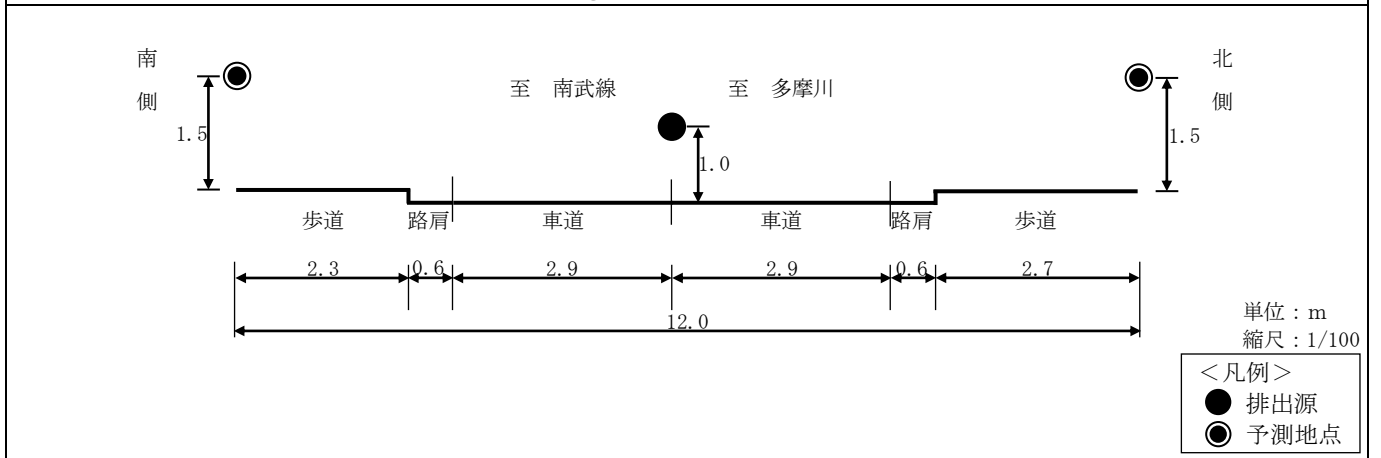 南側
北側
至 南武線
至 多摩川
1.5
1.0
1.5
歩道
路肩
車道
車道
路肩
歩道
2.3
0.6
2.9
2.9
0.6
2.7
12.0
単位：m
縮尺：1/100
＜凡例＞
排出源
予測地点